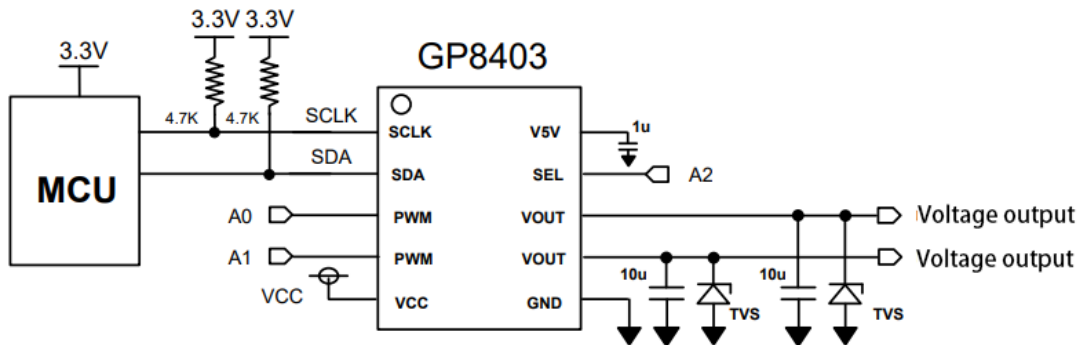 3.3V 3.3V
GP8403
3.3V
4.7K 4.7K SCLK
SCLK V5V 1u
SDA
MCU SDA SEL A2
A0 PWM VOUT Voltage output
A1 PWM VOUT Voltage output
10u 10u
VCC VCC GND TVS TVS